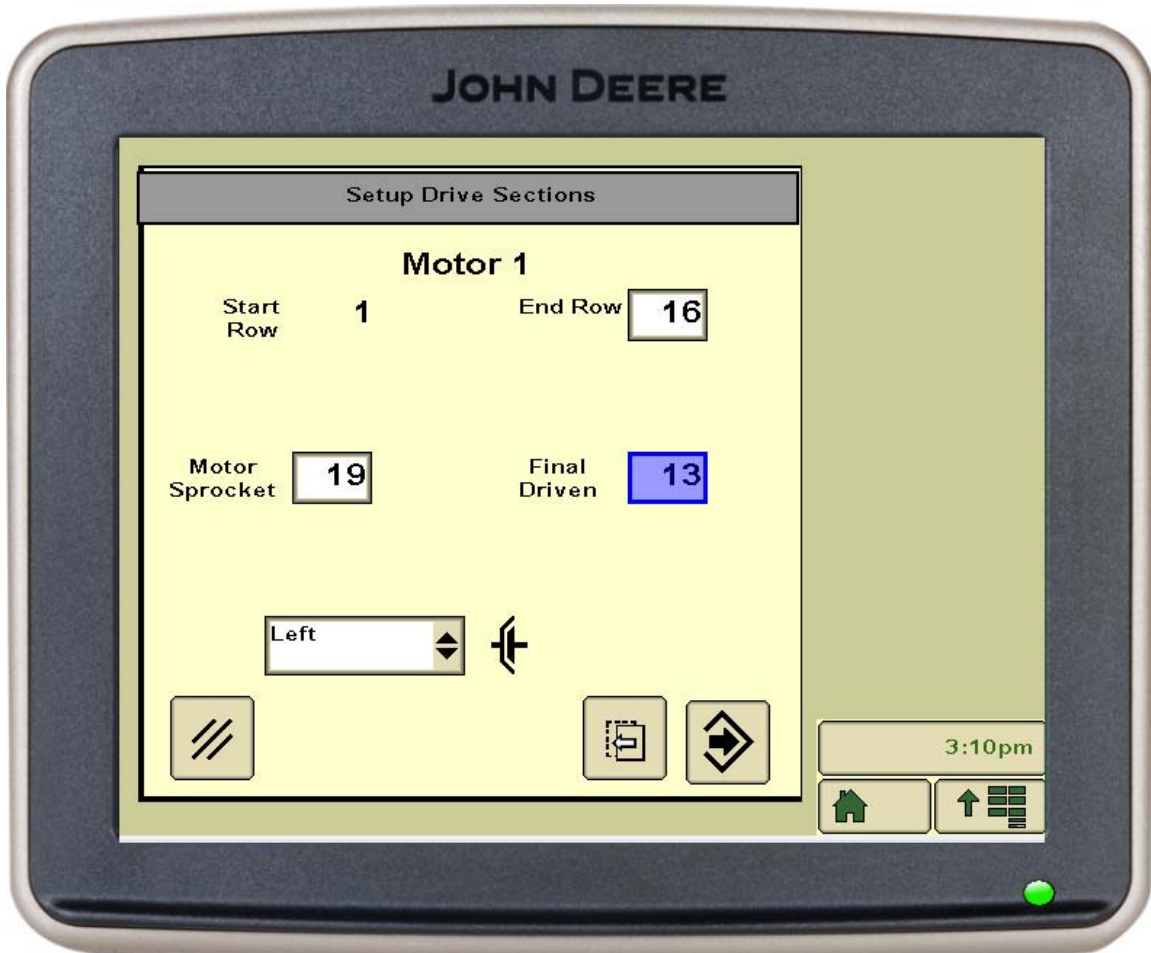 JOHN DEERE
Setup Drive Sections
Motor 1
Start
Row
1
End Row
16
Motor
Sprocket
19
Final
Driven
13
Left
3:10pm